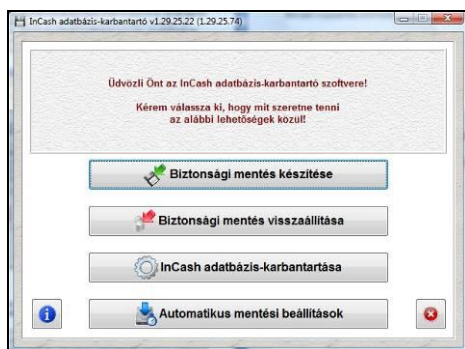 InCash adatbázis-karbantartó v1.29.25.22 (1.29.25.74)
Üdvözli Önt az InCash adatbázis-karbantartó szoftvere!
Kérem válassza ki, hogy mit szeretne tenni
az alábbi lehetőségek közül!
Biztonsági mentés készítése
Biztonsági mentés visszaállítása
InCash adatbázis-karbantartása
Automatikus mentési beállítások